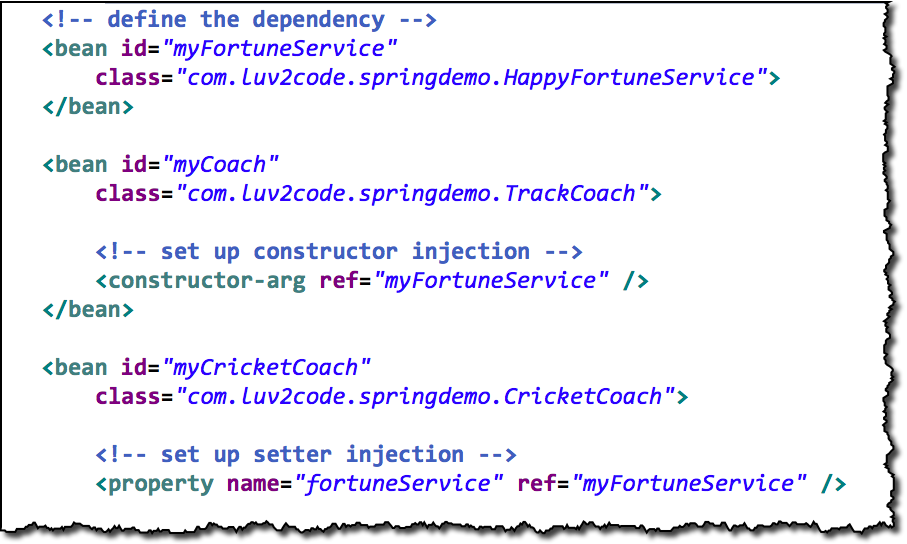 <!-- define the dependency -->
<bean id="myFortuneService"
class="com.luv2code.springdemo.HappyFortuneService">
</bean>
<bean id="myCoach"
class="com.luv2code.springdemo.TrackCoach">
<!-- set up constructor injection -->
<constructor-arg ref="myFortuneService" />
</bean>
<bean id="myCricketCoach"
class="com.luv2code.springdemo.CricketCoach">
<!-- set up setter injection -->
<property name="fortuneService" ref="myFortuneService" />